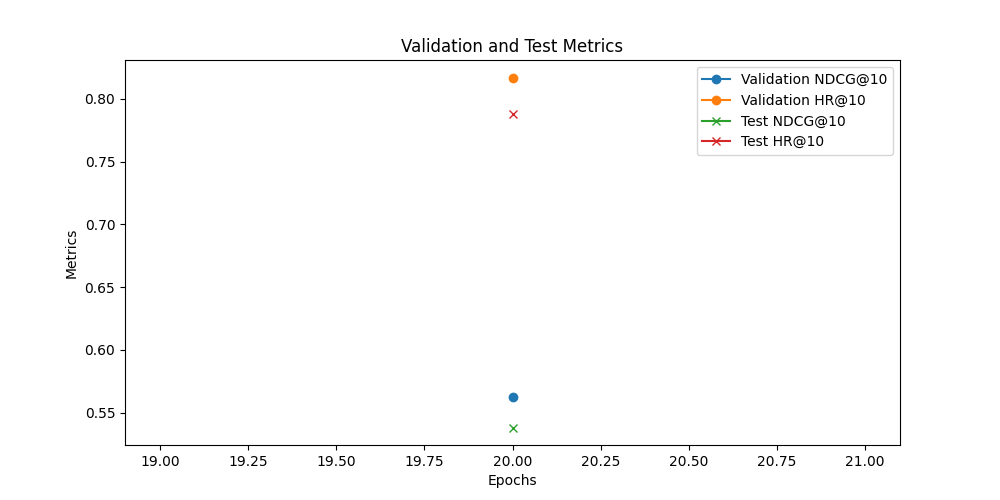 Validation and Test Metrics
Validation NDCG@10
Validation HR@10
Test NDCG@10
Test HR@10
0.80
0.75
0.70
0.65
0.60
0.55
Metrics
19.00 19.25 19.50 19.75 20.00 20.25 20.50 20.75 21.00
Epochs